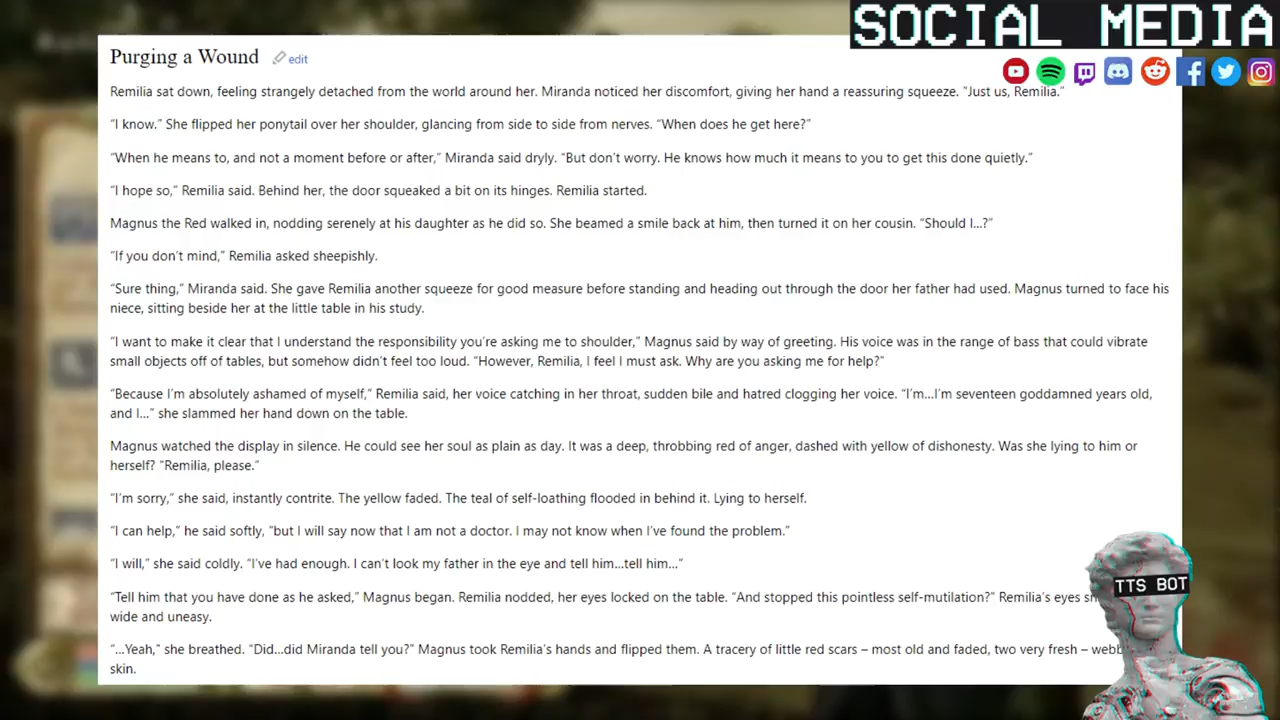 SOCIAL MEDIA
Purging a Wound edit
Remilia sat down, feeling strangely detached from the world around her. Miranda noticed her discomfort, giving her hand a reassuring squeeze. “Just us, Remilia.”
“I know.” She flipped her ponytail over her shoulder, glancing from side to side from nerves. “When does he get here?”
“When he means to, and not a moment before or after,” Miranda said dryly. “But don’t worry. He knows how much it means to you to get this done quietly.”
“I hope so,” Remilia said. Behind her, the door squeaked a bit on its hinges. Remilia started.
Magnus the Red walked in, nodding serenely at his daughter as he did so. She beamed a smile back at him, then turned it on her cousin. “Should I...?”
“If you don’t mind,” Remilia asked sheepishly.
“Sure thing,” Miranda said. She gave Remilia another squeeze for good measure before standing and heading out through the door her father had used. Magnus turned to face his
niece, sitting beside her at the little table in his study.
“I want to make it clear that I understand the responsibility you’re asking me to shoulder,” Magnus said by way of greeting. His voice was in the range of bass that could vibrate
small objects off of tables, but somehow didn’t feel too loud. “However, Remilia, I feel I must ask. Why are you asking me for help?”
“Because I’m absolutely ashamed of myself,” Remilia said, her voice catching in her throat, sudden bile and hatred clogging her voice. “I’m...I’m seventeen goddamned years old,
and I...” she slammed her hand down on the table.
Magnus watched the display in silence. He could see her soul as plain as day. It was a deep, throbbing red of anger, dashed with yellow of dishonesty. Was she lying to him or
herself? “Remilia, please.”
“I’m sorry,” she said, instantly contrite. The yellow faded. The teal of self-loathing flooded in behind it. Lying to herself.
“I can help,” he said softly, “but I will say now that I am not a doctor. I may not know when I’ve found the problem.”
“I will,” she said coldly. “I’ve had enough. I can’t look my father in the eye and tell him...tell him...”
“Tell him that you have done as he asked,” Magnus began. Remilia nodded, her eyes locked on the table. “And stopped this pointless self-mutilation?” Remilia’s eyes
wide and uneasy.
“...Yeah,” she breathed. “Did...did Miranda tell you?” Magnus took Remilia’s hands and flipped them. A tracery of little red scars – most old and faded, two very fresh –
skin.
TTS BOT